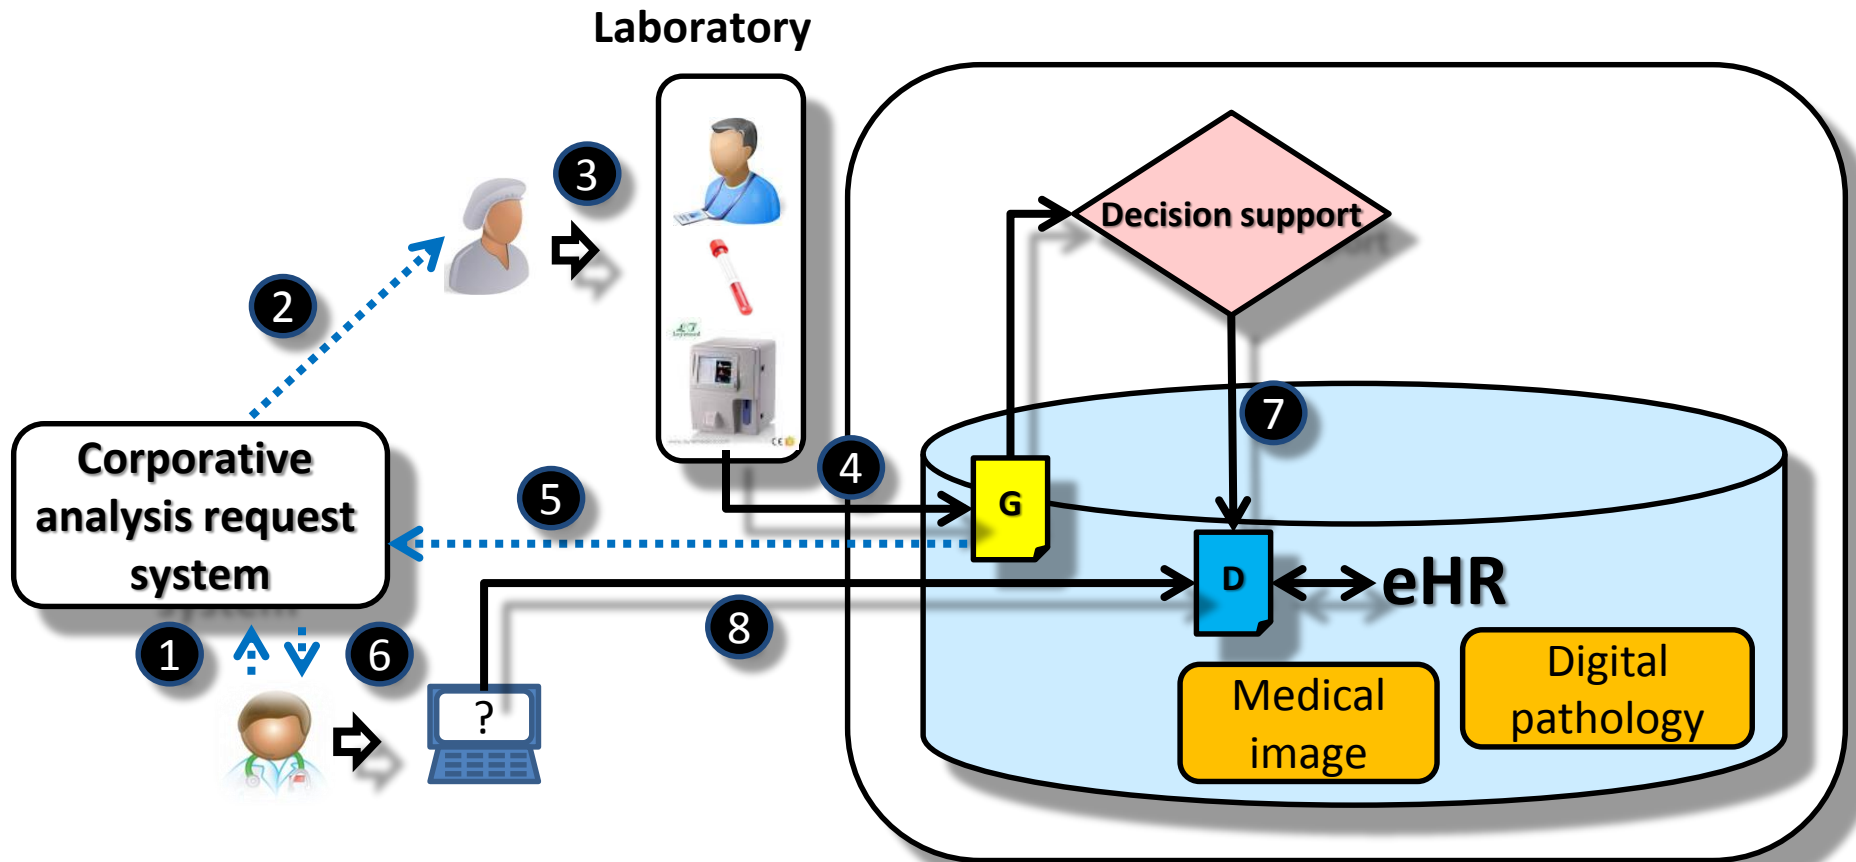 Laboratory
3
Decision support
2
7
Corporative
analysis request
system
4
5
G
CE
D
eHR
8
1
6
?
Medical
image
Digital
pathology